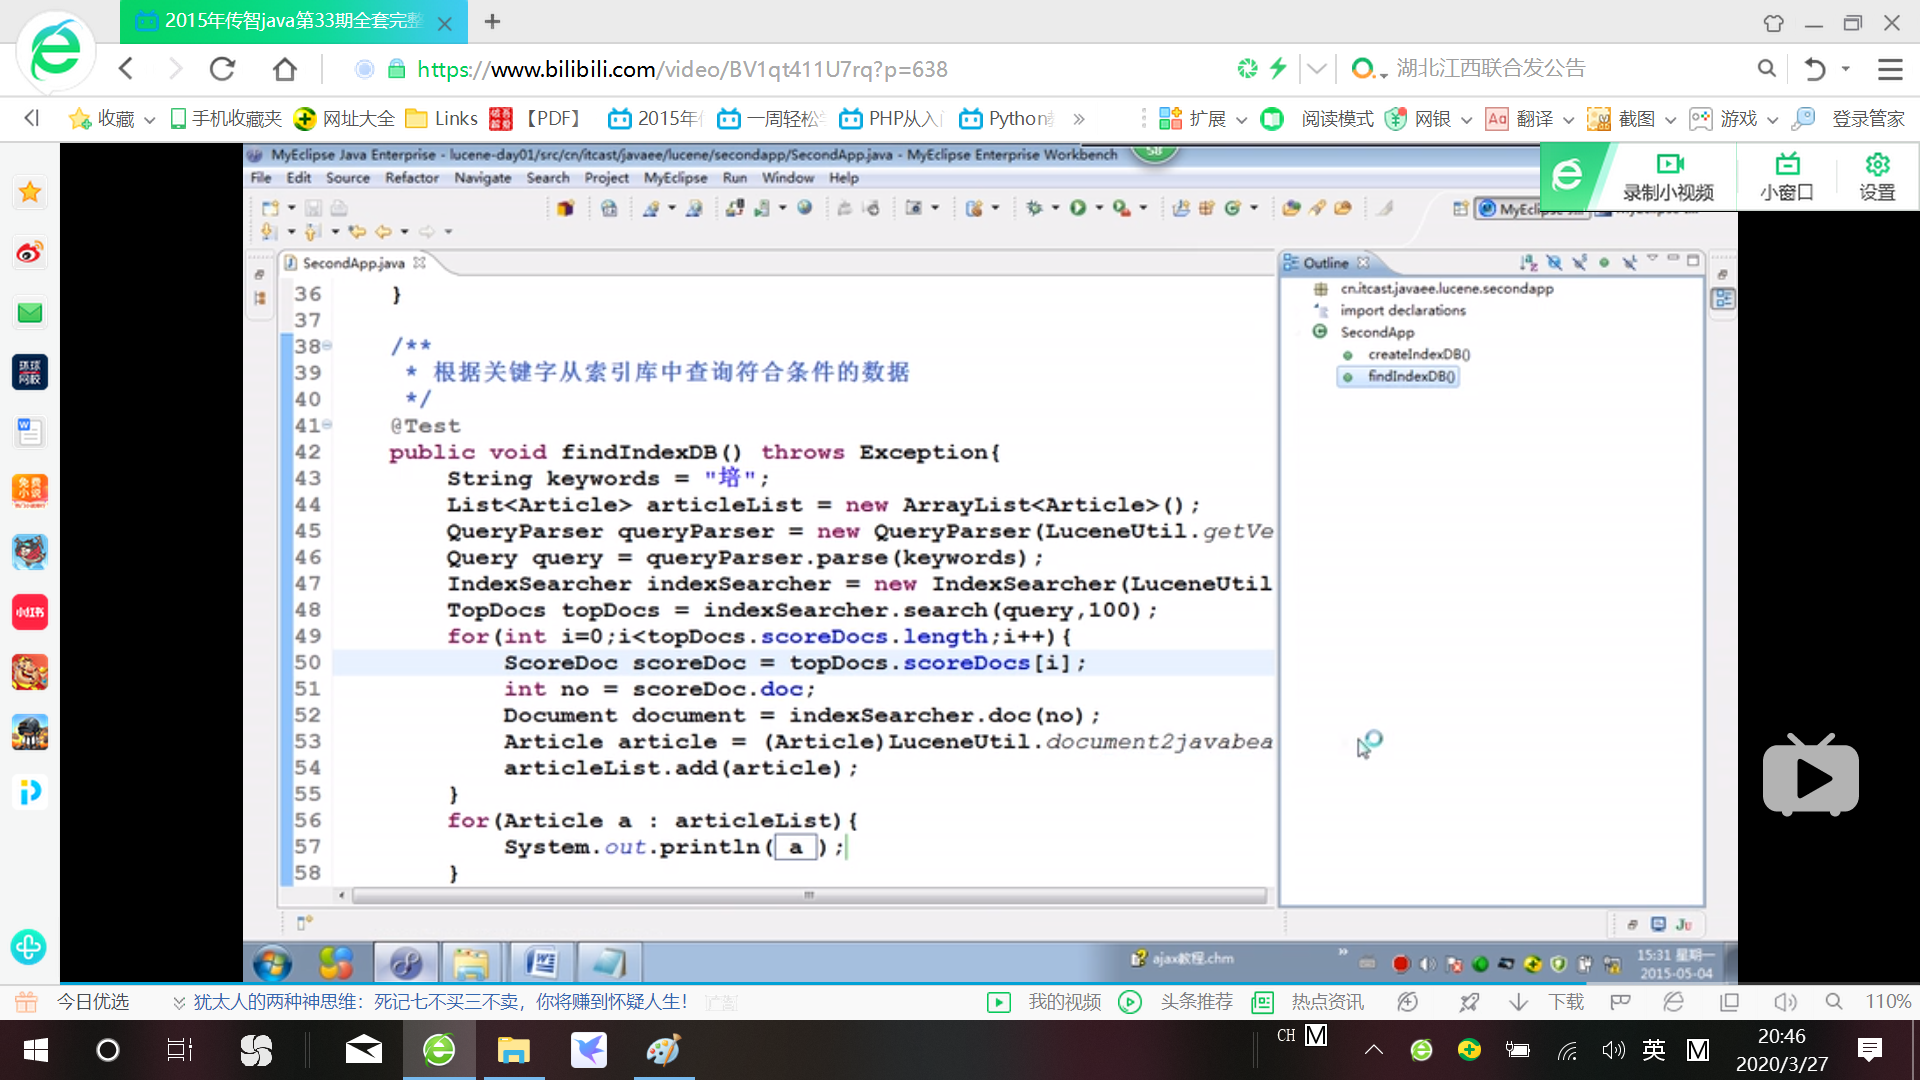 2015年传智java第33期全套完整
https://www.bilibili.com/video/BV1qt411U7rq?p=638
湖北江西联合发公告
收藏 手机收藏夹 网址大全 Links 【PDF】 2015年 一周轻松 PHP从入 Python 扩展 阅读模式 网银 翻译 截图 游戏 登录管家
MyEclipse Java Enterprise - lucene-day01/src/cn/itcast/javaee/lucene/secondapp/SecondApp.java - MyEclipse Enterprise Workbench
58
File Edit Source Refactor Navigate Search Project MyEclipse Run Window Help
录制小视频 小窗口 设置
SecondApp.java
Outline
36 }
37
38 /**
39 * 根据关键字从索引库中查询符合条件的数据
40 */
41 @Test
42 public void findIndexDB() throws Exception{
43 String keywords = "培";
44 List<Article> articleList = new ArrayList<Article>();
45 QueryParser queryParser = new QueryParser(LuceneUtil.getVe
46 Query query = queryParser.parse(keywords);
47 IndexSearcher indexSearcher = new IndexSearcher(LuceneUtil
48 TopDocs topDocs = indexSearcher.search(query,100);
49 for(int i=0;i<topDocs.scoreDocs.length;i++){
50 ScoreDoc scoreDoc = topDocs.scoreDocs[i];
51 int no = scoreDoc.doc;
52 Document document = indexSearcher.doc(no);
53 Article article = (Article)LuceneUtil.document2javabea
54 articleList.add(article);
55 }
56 for(Article a : articleList){
57 System.out.println(a);
58 }
cn.itcast.javaee.lucene.secondapp
import declarations
SecondApp
createIndexDB()
findIndexDB()
ajax教程.chm
15:31 星期一
2015-05-04
今日优选 犹太人的两种神思维：死记七不买三不卖，你将赚到怀疑人生！ 我的视频 头条推荐 热点资讯 下载 110%
CH M 英 M
20:46
2020/3/27